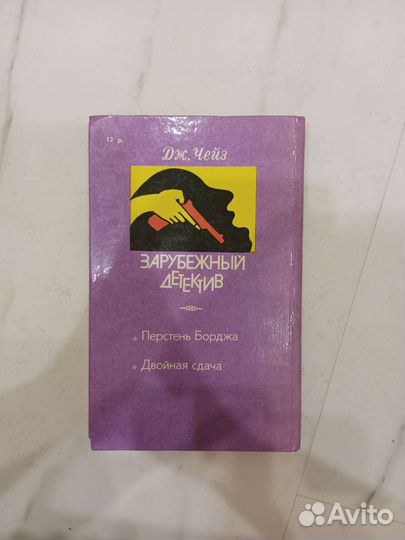 12 р.
Дж. Чейз
ЗАРУБЕЖНЫЙ
ДЕТЕКТИВ
Перстень Борджа
Двойная сдача
Avito